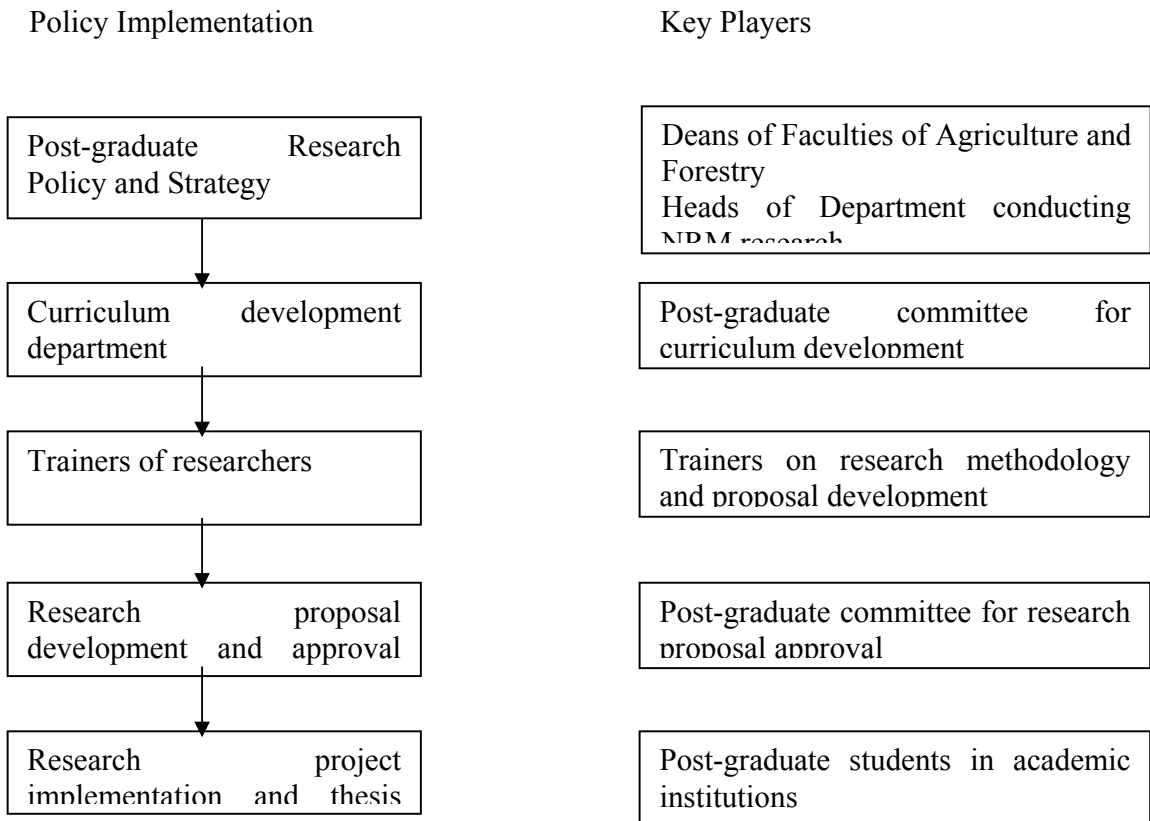 Policy Implementation
Key Players
Post-graduate Research
Policy and Strategy
Deans of Faculties of Agriculture and
Forestry
Heads of Department conducting
NRM research
Curriculum development
department
Post-graduate committee for
curriculum development
Trainers of researchers
Trainers on research methodology
and proposal development
Research proposal
development and approval
Post-graduate committee for research
proposal approval
Research project
implementation and thesis
Post-graduate students in academic
institutions